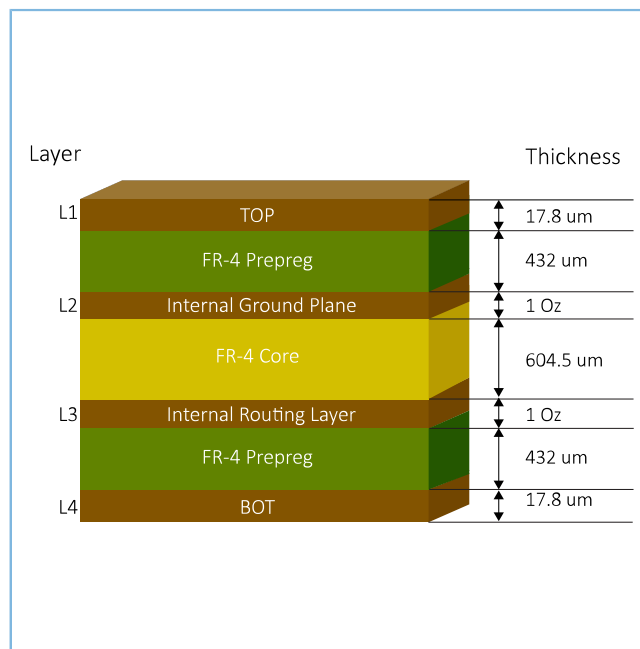 Layer
Thickness
L1
TOP
17.8 um
FR-4 Prepreg
432 um
L2
Internal Ground Plane
1 Oz
FR-4 Core
604.5 um
L3
Internal Routing Layer
1 Oz
FR-4 Prepreg
432 um
L4
BOT
17.8 um